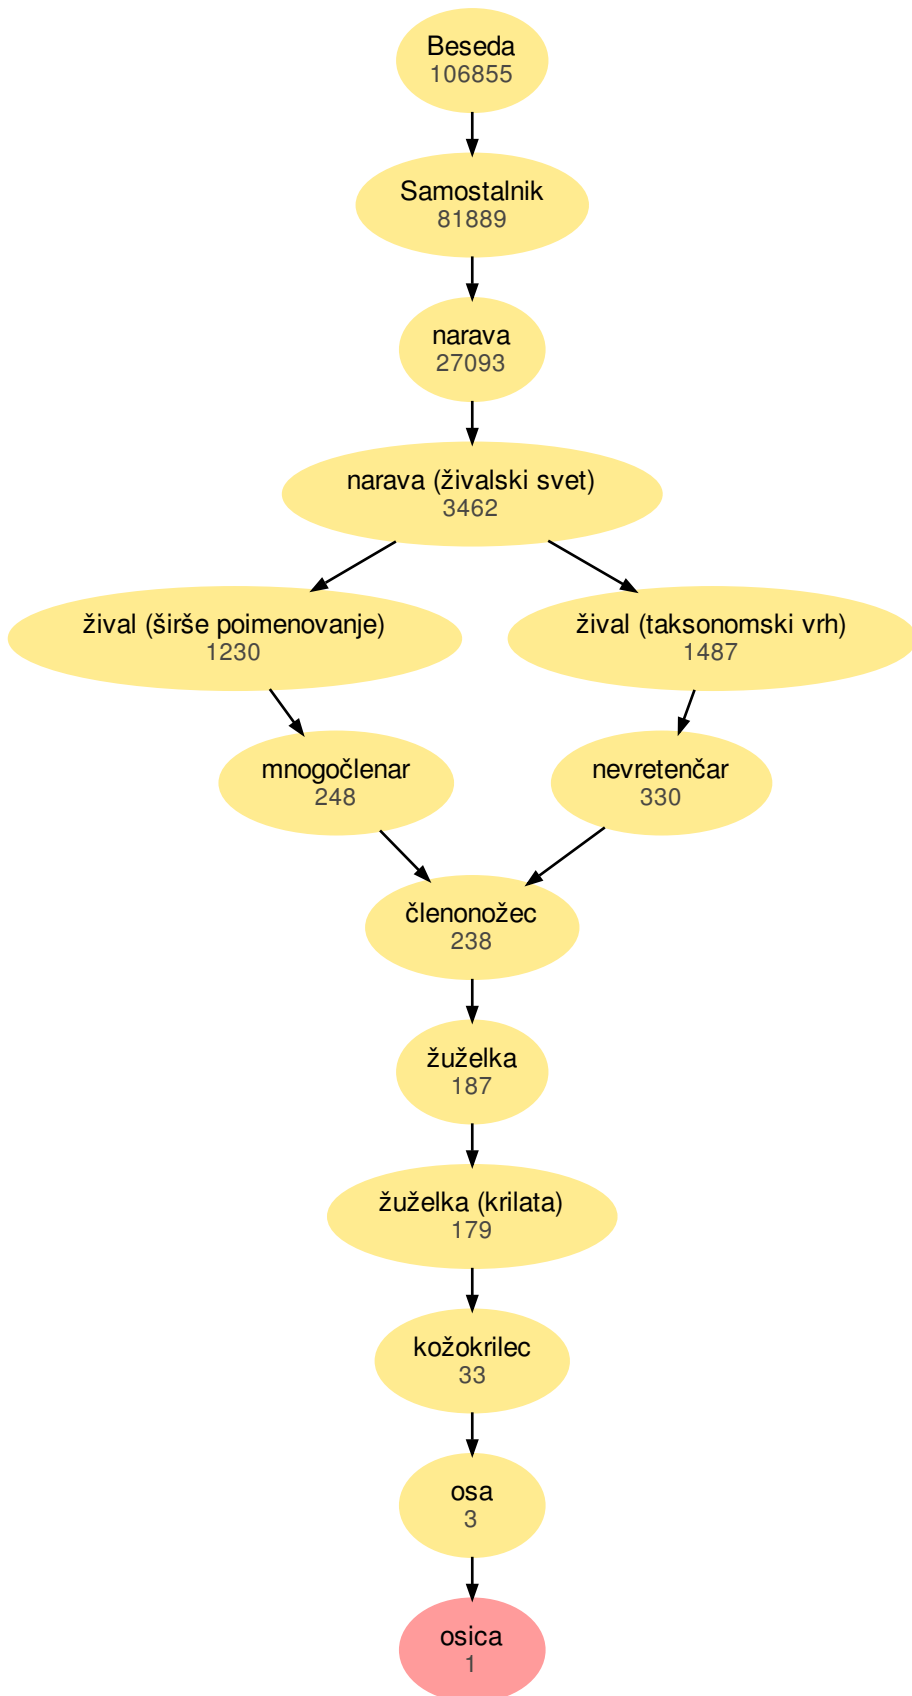 Beseda
106855
Samostalnik
81889
narava
27093
narava (živalski svet)
3462
žival (širše poimenovanje)
1230
žival (taksonomski vrh)
1487
mnogočlenar
248
nevretenčar
330
členonožec
238
žuželka
187
žuželka (krilata)
179
kožokrilec
33
osa
3
osica
1